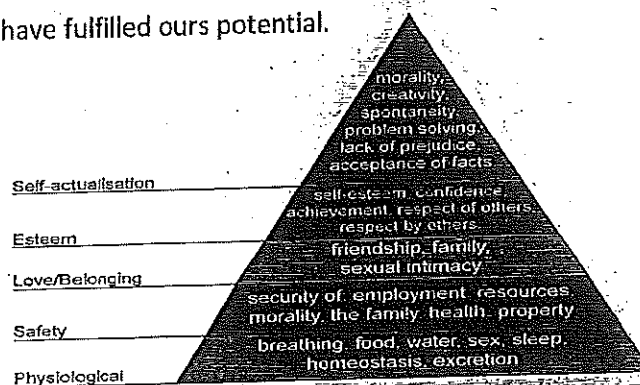 have fulfilled ours potential.
morality,
creativity,
spontaneity,
problem solving,
lack of prejudice,
acceptance of facts
Self-actualisation
self-esteem, confidence,
achievement, respect of others,
respect by others
Esteem
friendship, family,
sexual intimacy
Love/Belonging
security of employment, resources,
morality, the family, health, property
Safety
breathing, food, water, sex, sleep,
homeostasis, excretion
Physiological